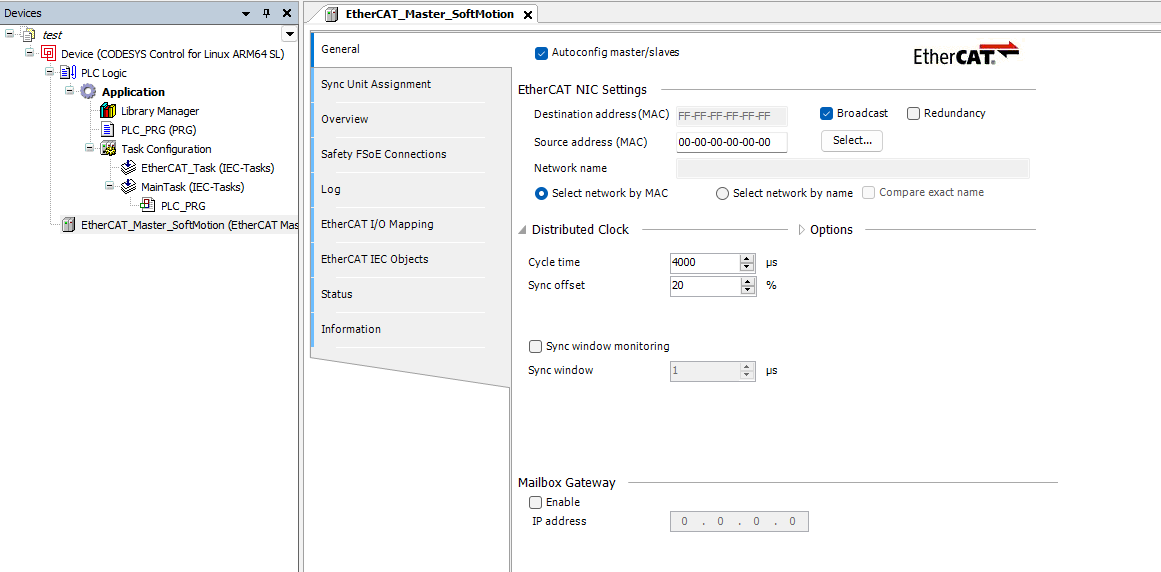 Devices
test
Device (CODESYS Control for Linux ARM64 SL)
PLC Logic
Application
Library Manager
PLC_PRG (PRG)
Task Configuration
EtherCAT_Task (IEC-Tasks)
MainTask (IEC-Tasks)
PLC_PRG
EtherCAT_Master_SoftMotion (EtherCAT Mas
EtherCAT_Master_SoftMotion
General
Sync Unit Assignment
Overview
Safety FSoE Connections
Log
EtherCAT I/O Mapping
EtherCAT IEC Objects
Status
Information
Autoconfig master/slaves
EtherCAT®
EtherCAT NIC Settings
Destination address (MAC) FF-FF-FF-FF-FF-FF Broadcast Redundancy
Source address (MAC) 00-00-00-00-00-00 Select...
Network name
Select network by MAC Select network by name Compare exact name
Distributed Clock Options
Cycle time 4000 µs
Sync offset 20 %
Sync window monitoring
Sync window 1 µs
Mailbox Gateway
Enable
IP address 0 . 0 . 0 . 0